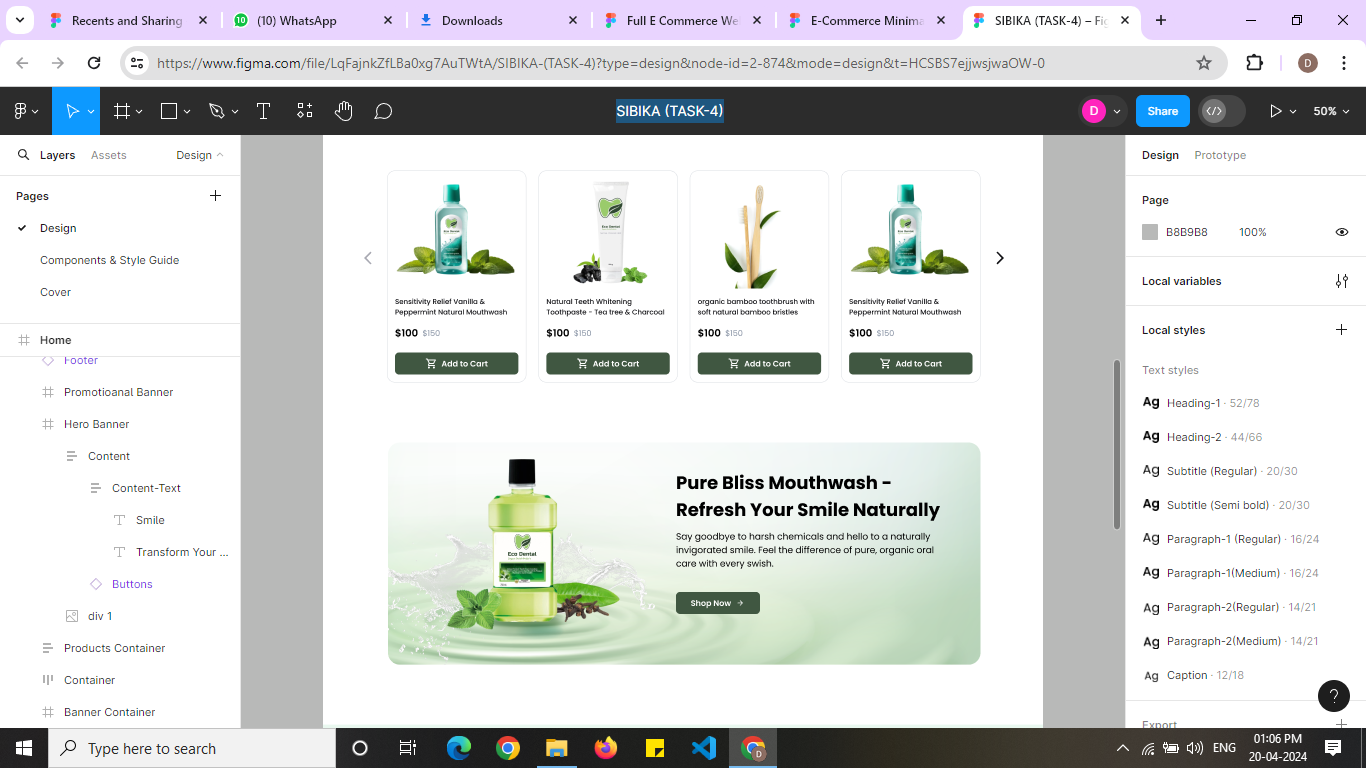 Recents and Sharing
(10) WhatsApp
Downloads
Full E Commerce We
E-Commerce Minima
SIBIKA (TASK-4) – Fig
https://www.figma.com/file/LqFajnkZfLBa0xg7AuTWtA/SIBIKA-(TASK-4)?type=design&node-id=2-874&mode=design&t=HCSBS7ejjwsjwaOW-0
D
SIBIKA (TASK-4)
D
Share
50%
Layers
Assets
Design
Pages
Design
Components & Style Guide
Cover
Home
Footer
Promotioanal Banner
Hero Banner
Content
Content-Text
Smile
Transform Your ...
Buttons
div 1
Products Container
Container
Banner Container
Eco Dental
Sensitivity Relief Vanilla &
Peppermint Natural Mouthwash
$100 $150
Add to Cart
Eco Dental
Natural Teeth Whitening
Toothpaste - Tea tree & Charcoal
$100 $150
Add to Cart
organic bamboo toothbrush with
soft natural bamboo bristles
$100 $150
Add to Cart
Eco Dental
Sensitivity Relief Vanilla &
Peppermint Natural Mouthwash
$100 $150
Add to Cart
Eco Dental
Pure Bliss Mouthwash -
Refresh Your Smile Naturally
Say goodbye to harsh chemicals and hello to a naturally
invigorated smile. Feel the difference of pure, organic oral
care with every swish.
Shop Now
Design
Prototype
Page
B8B9B8 100%
Local variables
Local styles
Text styles
Ag Heading-1 · 52/78
Ag Heading-2 · 44/66
Ag Subtitle (Regular) · 20/30
Ag Subtitle (Semi bold) · 20/30
Ag Paragraph-1 (Regular) · 16/24
Ag Paragraph-1(Medium) · 16/24
Ag Paragraph-2(Regular) · 14/21
Ag Paragraph-2(Medium) · 14/21
Ag Caption · 12/18
Export
?
Type here to search
D
ENG
01:06 PM
20-04-2024